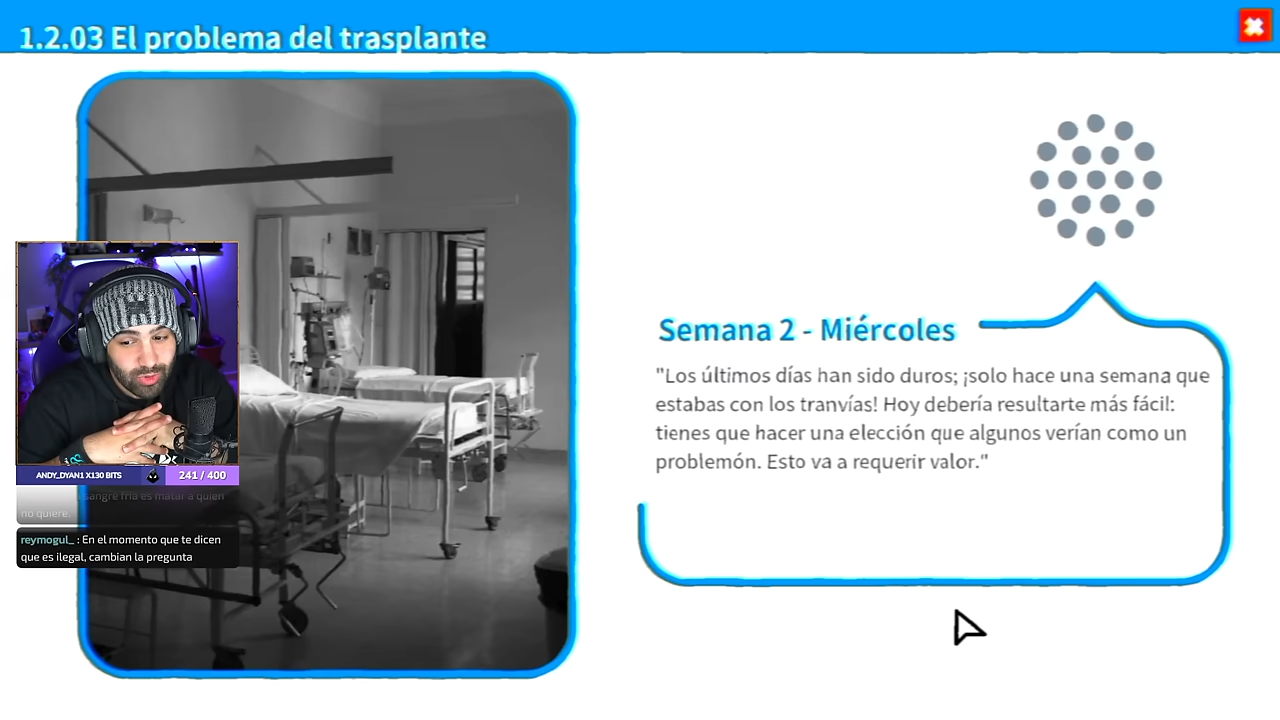 1.2.03 El problema del trasplante
Semana 2 - Miércoles
"Los últimos días han sido duros; ¡solo hace una semana que
estabas con los tranvías! Hoy debería resultarte más fácil:
tienes que hacer una elección que algunos verían como un
problemón. Esto va a requerir valor."
ANDY_DYAN1 X130 BITS
241 / 400
sangre fria es matar a quien
no quiere
reymogul_ : En el momento que te dicen
que es ilegal, cambian la pregunta